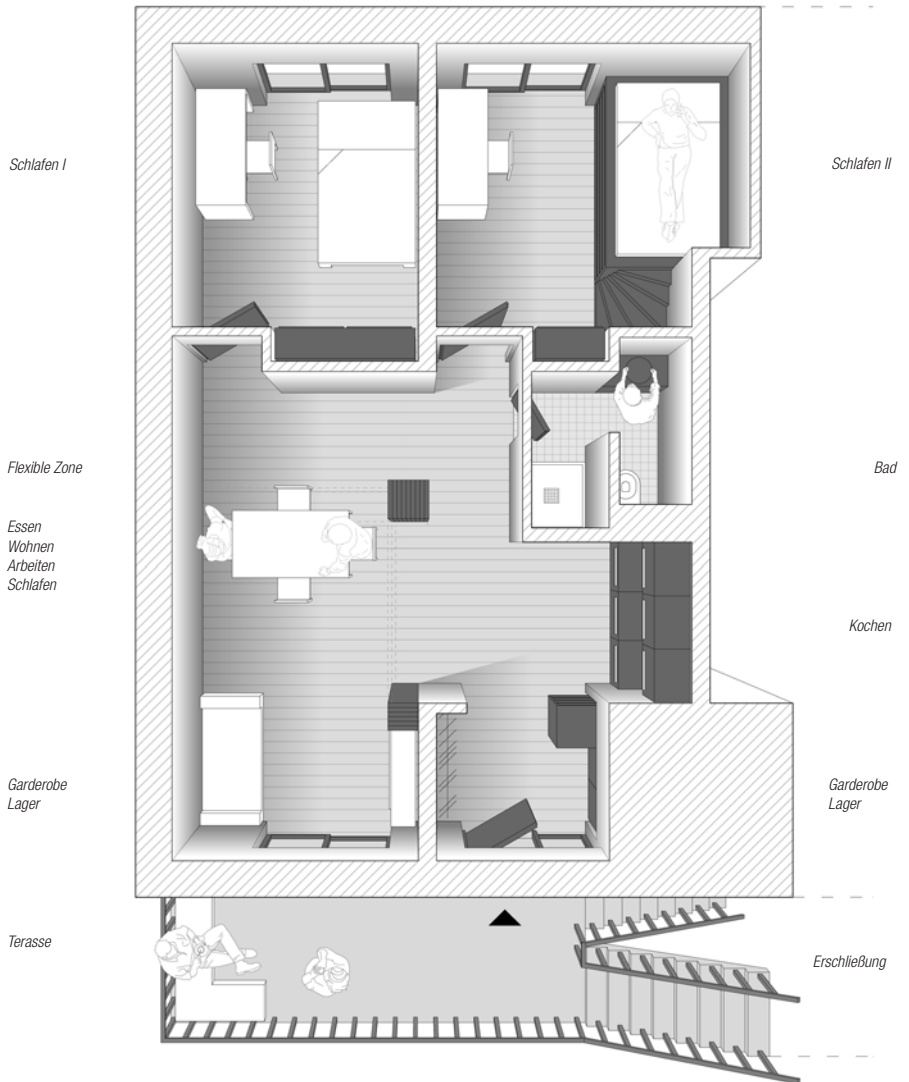 Schlafen I
Schlafen II
Flexible Zone
Bad
Essen
Wohnen
Arbeiten
Schlafen
Kochen
Garderobe
Lager
Garderobe
Lager
Terasse
Erschließung